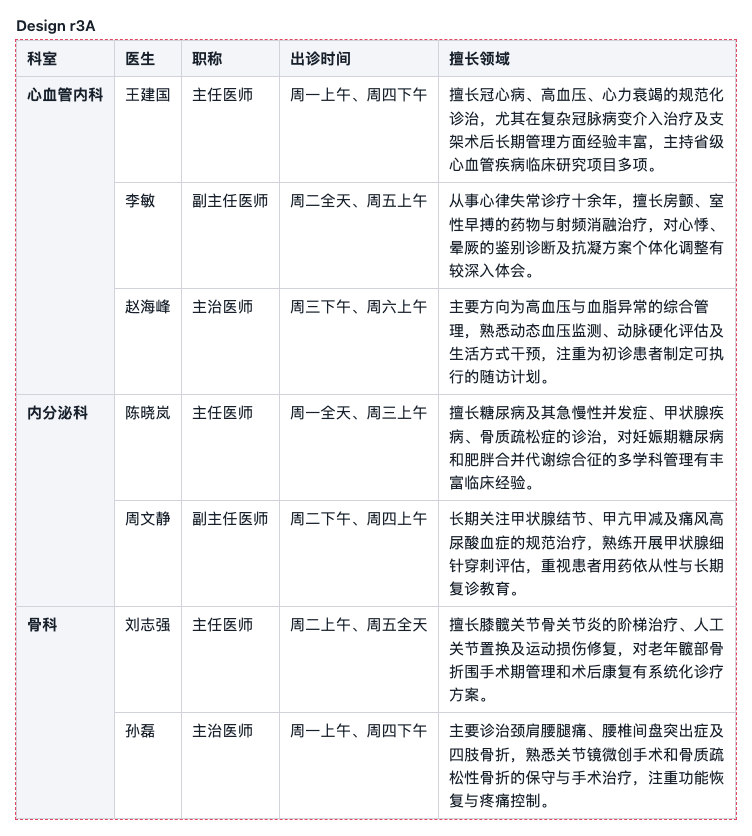 Design r3A
科室 医生 职称 出诊时间 擅长领域
心血管内科 王建国 主任医师 周一上午、周四下午 擅长冠心病、高血压、心力衰竭的规范化
诊治，尤其在复杂冠脉病变介入治疗及支
架术后长期管理方面经验丰富，主持省级
心血管疾病临床研究项目多项。
李敏 副主任医师 周二全天、周五上午 从事心律失常诊疗十余年，擅长房颤、室
性早搏的药物与射频消融治疗，对心悸、
晕厥的鉴别诊断及抗凝方案个体化调整有
较深入体会。
赵海峰 主治医师 周三下午、周六上午 主要方向为高血压与血脂异常的综合管
理，熟悉动态血压监测、动脉硬化评估及
生活方式干预，注重为初诊患者制定可执
行的随访计划。
内分泌科 陈晓岚 主任医师 周一全天、周三上午 擅长糖尿病及其急慢性并发症、甲状腺疾
病、骨质疏松症的诊治，对妊娠期糖尿病
和肥胖合并代谢综合征的多学科管理有丰
富临床经验。
周文静 副主任医师 周二下午、周四上午 长期关注甲状腺结节、甲亢甲减及痛风高
尿酸血症的规范治疗，熟练开展甲状腺细
针穿刺评估，重视患者用药依从性与长期
复诊教育。
骨科 刘志强 主任医师 周二上午、周五全天 擅长膝髋关节骨关节炎的阶梯治疗、人工
关节置换及运动损伤修复，对老年髋部骨
折围手术期管理和术后康复有系统化诊疗
方案。
孙磊 主治医师 周一上午、周四下午 主要诊治颈肩腰腿痛、腰椎间盘突出症及
四肢骨折，熟悉关节镜微创手术和骨质疏
松性骨折的保守与手术治疗，注重功能恢
复与疼痛控制。